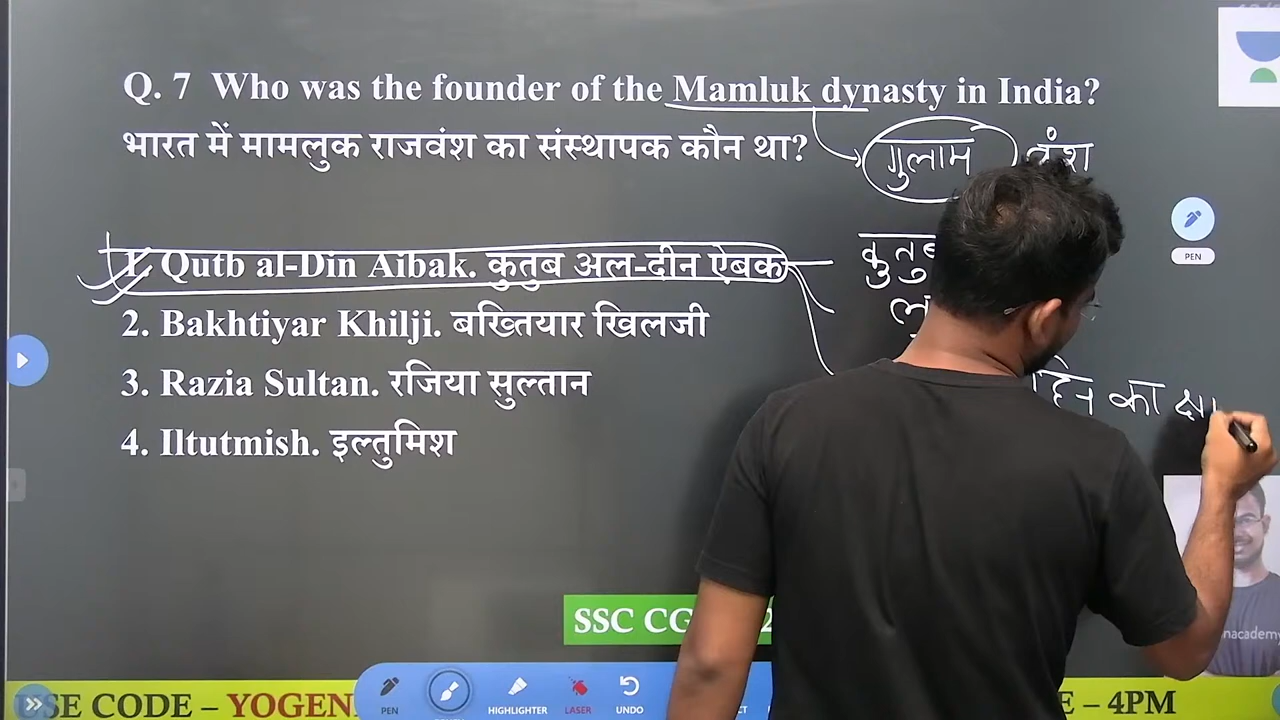 Q. 7 Who was the founder of the Mamluk dynasty in India?
भारत में मामलुक राजवंश का संस्थापक कौन था?
गुलाम वंश
1. Qutb al-Din Aibak. कुतुब अल-दीन ऐबक
कुतुब
2. Bakhtiyar Khilji. बख्तियार खिलजी
3. Razia Sultan. रजिया सुल्तान
का
4. Iltutmish. इल्तुमिश
PEN
SSC CG
nacademy
USE CODE – YOGEN
E – 4PM
PEN
HIGHLIGHTER
LASER
UNDO